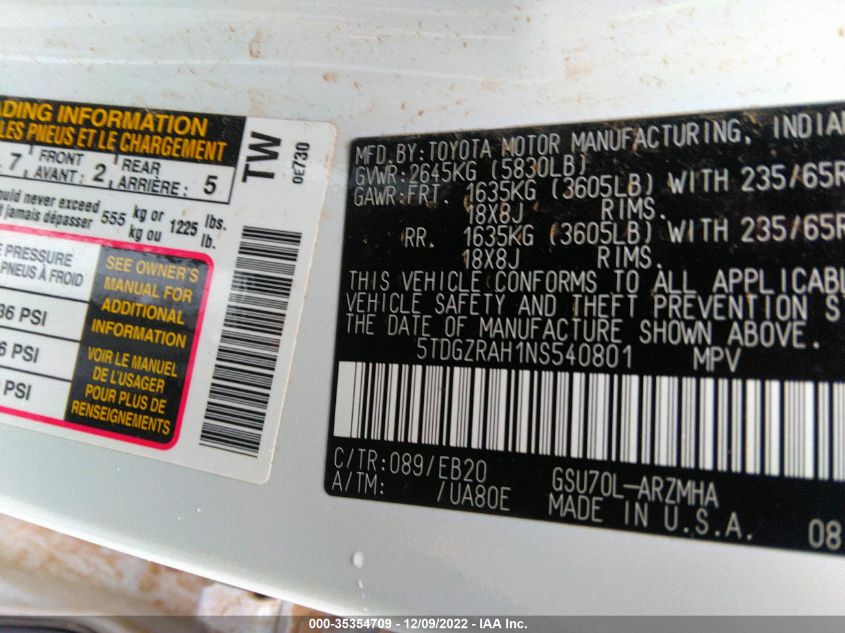 ADING INFORMATION
LES PNEUS ET LE CHARGEMENT
7 FRONT AVANT: 2 REAR ARRIÈRE: 5
ould never exceed 555 kg or 1225 lbs.
jamais dépasser kg ou lb.
PRESSURE
PNEUS À FROID
36 PSI
6 PSI
PSI
SEE OWNER'S
MANUAL FOR
ADDITIONAL
INFORMATION
VOIR LE MANUEL
DE L'USAGER
POUR PLUS DE
RENSEIGNEMENTS
TW
0E730
MFD.BY:TOYOTA MOTOR MANUFACTURING, INDIAN
GVWR:2645KG (5830LB)
GAWR:FRT. 1635KG (3605LB) WITH 235/65R
18X8J RIMS.
RR. 1635KG (3605LB) WITH 235/65R
18X8J RIMS.
THIS VEHICLE CONFORMS TO ALL APPLICABL
VEHICLE SAFETY AND THEFT PREVENTION S
THE DATE OF MANUFACTURE SHOWN ABOVE.
5TDGZRAH1NS540801 MPV
C/TR:089/EB20 GSU70L-ARZMHA
A/TM: /UA80E MADE IN U.S.A.
08
000-35354709 - 12/09/2022 - IAA Inc.